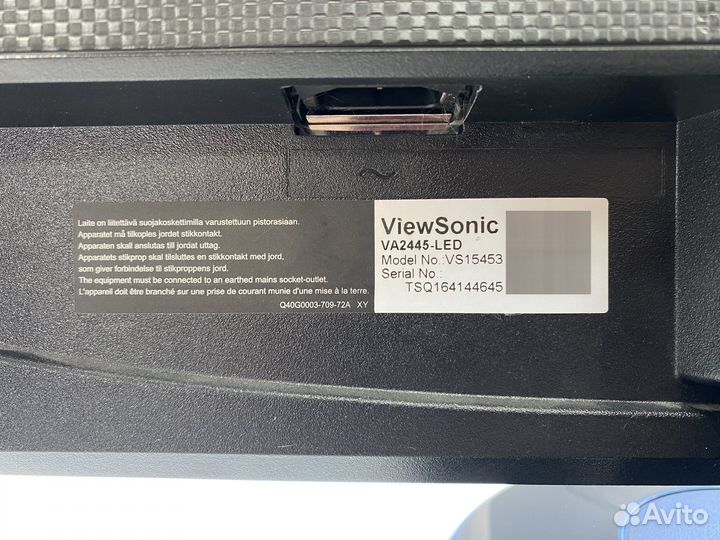 Laite on liitettävä suojakoskettimilla varustettuun pistorasiaan.
Apparatet må tilkoples jordet stikkontakt.
Apparaten skall anslutas till jordat uttag.
Apparatets stikprop skal tilsluttes en stikkontakt med jord,
som giver forbindelse til stikproppens jord.
The equipment must be connected to an earthed mains socket-outlet.
L'appareil doit être branché sur une prise de courant munie d'une mise à la terre.
Q40G0003-709-72A XY
ViewSonic
VA2445-LED
Model No.:VS15453
Serial No.:
TSQ164144645
Avito